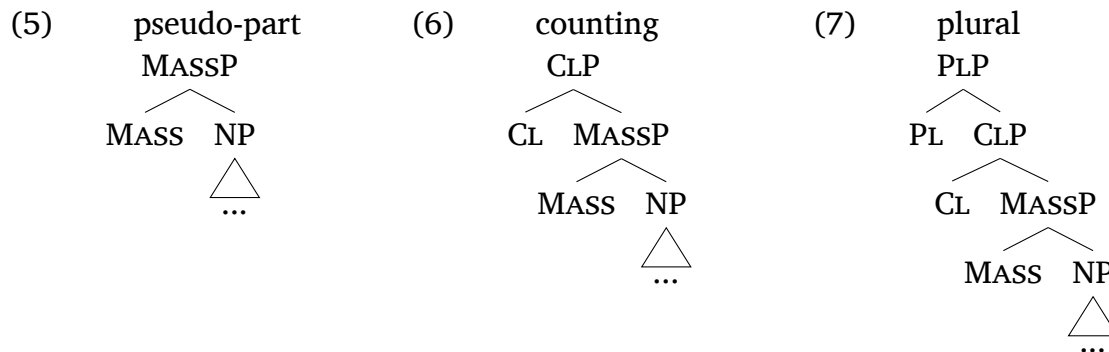 (5) pseudo-part (6) counting (7) plural
MASSP CLP PLP
MASS NP CL MASSP PL CLP
... MASS NP CL MASSP
... MASS NP
...